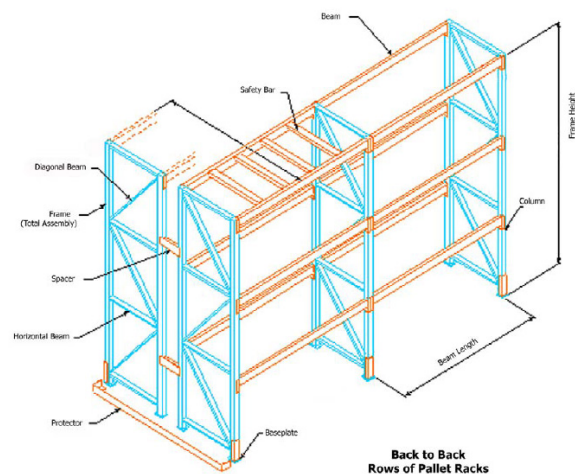 Beam
Safety Bar
Diagonal Beam
Frame
(Total Assembly)
Spacer
Horizontal Beam
Protector
Baseplate
Column
Frame Height
Beam Length
Back to Back
Rows of Pallet Racks